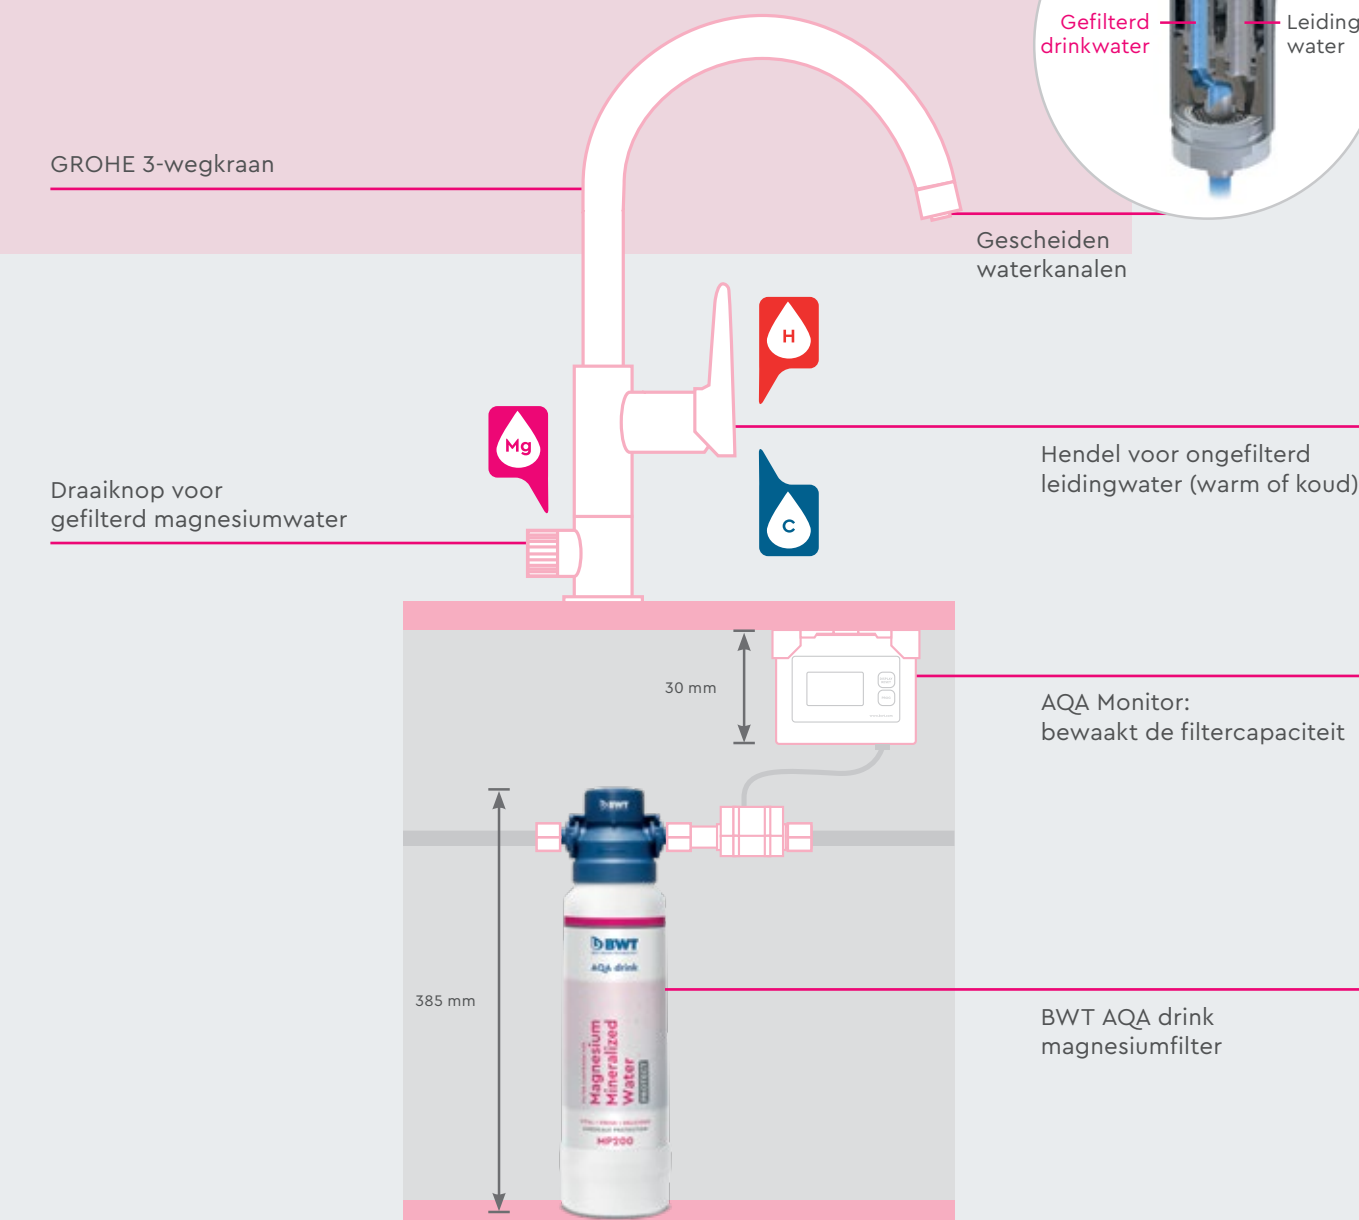 Gefilterd
drinkwater
Leiding
water
GROHE 3-wegkraan
Gescheiden
waterkanalen
H
Mg
Hendel voor ongefilterd
leidingwater (warm of koud)
Draaiknop voor
gefilterd magnesiumwater
C
30 mm
AQA Monitor:
bewaakt de filtercapaciteit
BWT
385 mm
BWT
AQA drink
Magnesium
Mineralized
Water
PROTECT
MP200
BWT AQA drink
magnesiumfilter